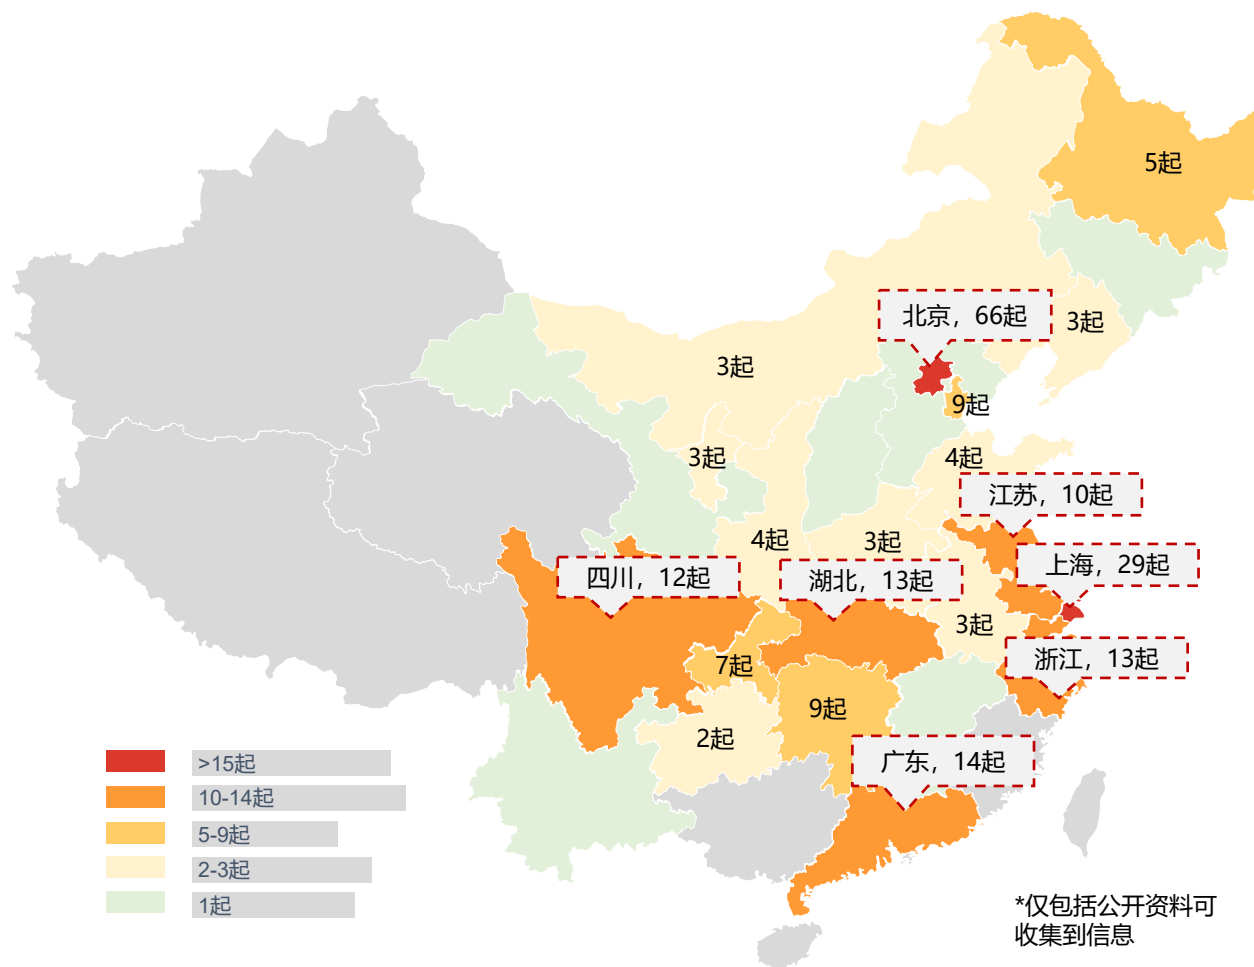 5起
北京，66起
3起
3起
9起
3起
4起
江苏，10起
4起
3起
上海，29起
四川，12起
湖北，13起
3起
浙江，13起
7起
9起
2起
广东，14起
>15起
10-14起
5-9起
2-3起
1起
*仅包括公开资料可
收集到信息